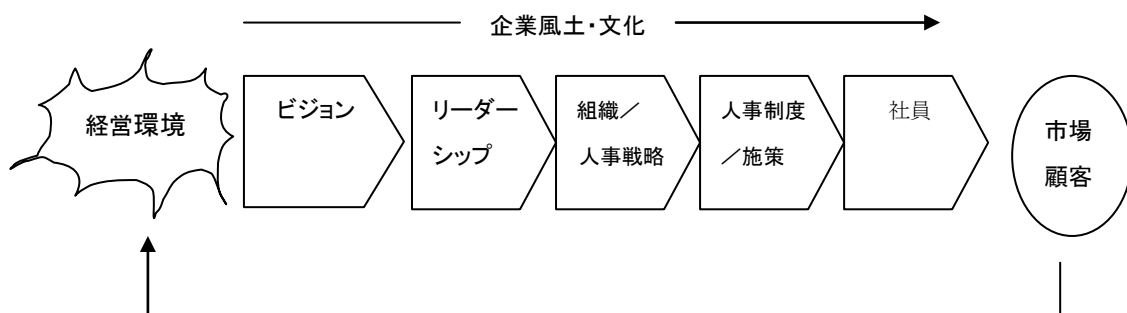 企業風土・文化
経営環境
ビジョン
リーダー
シップ
組織／
人事戦略
人事制度
／施策
社員
市場
顧客